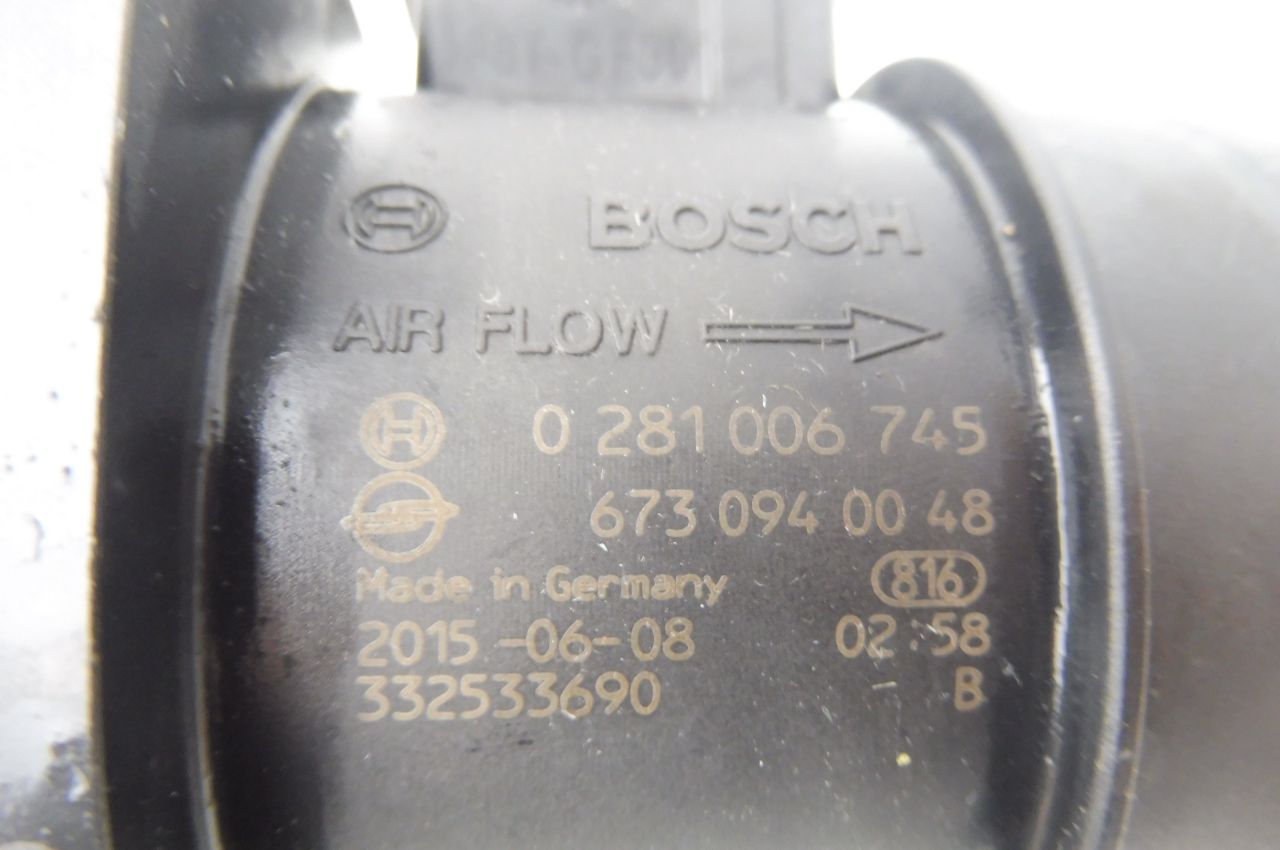 BOSCH
AIR FLOW
0 281 006 745
673 094 00 48
Made in Germany 816
2015-06-08 02:58
332533690 B